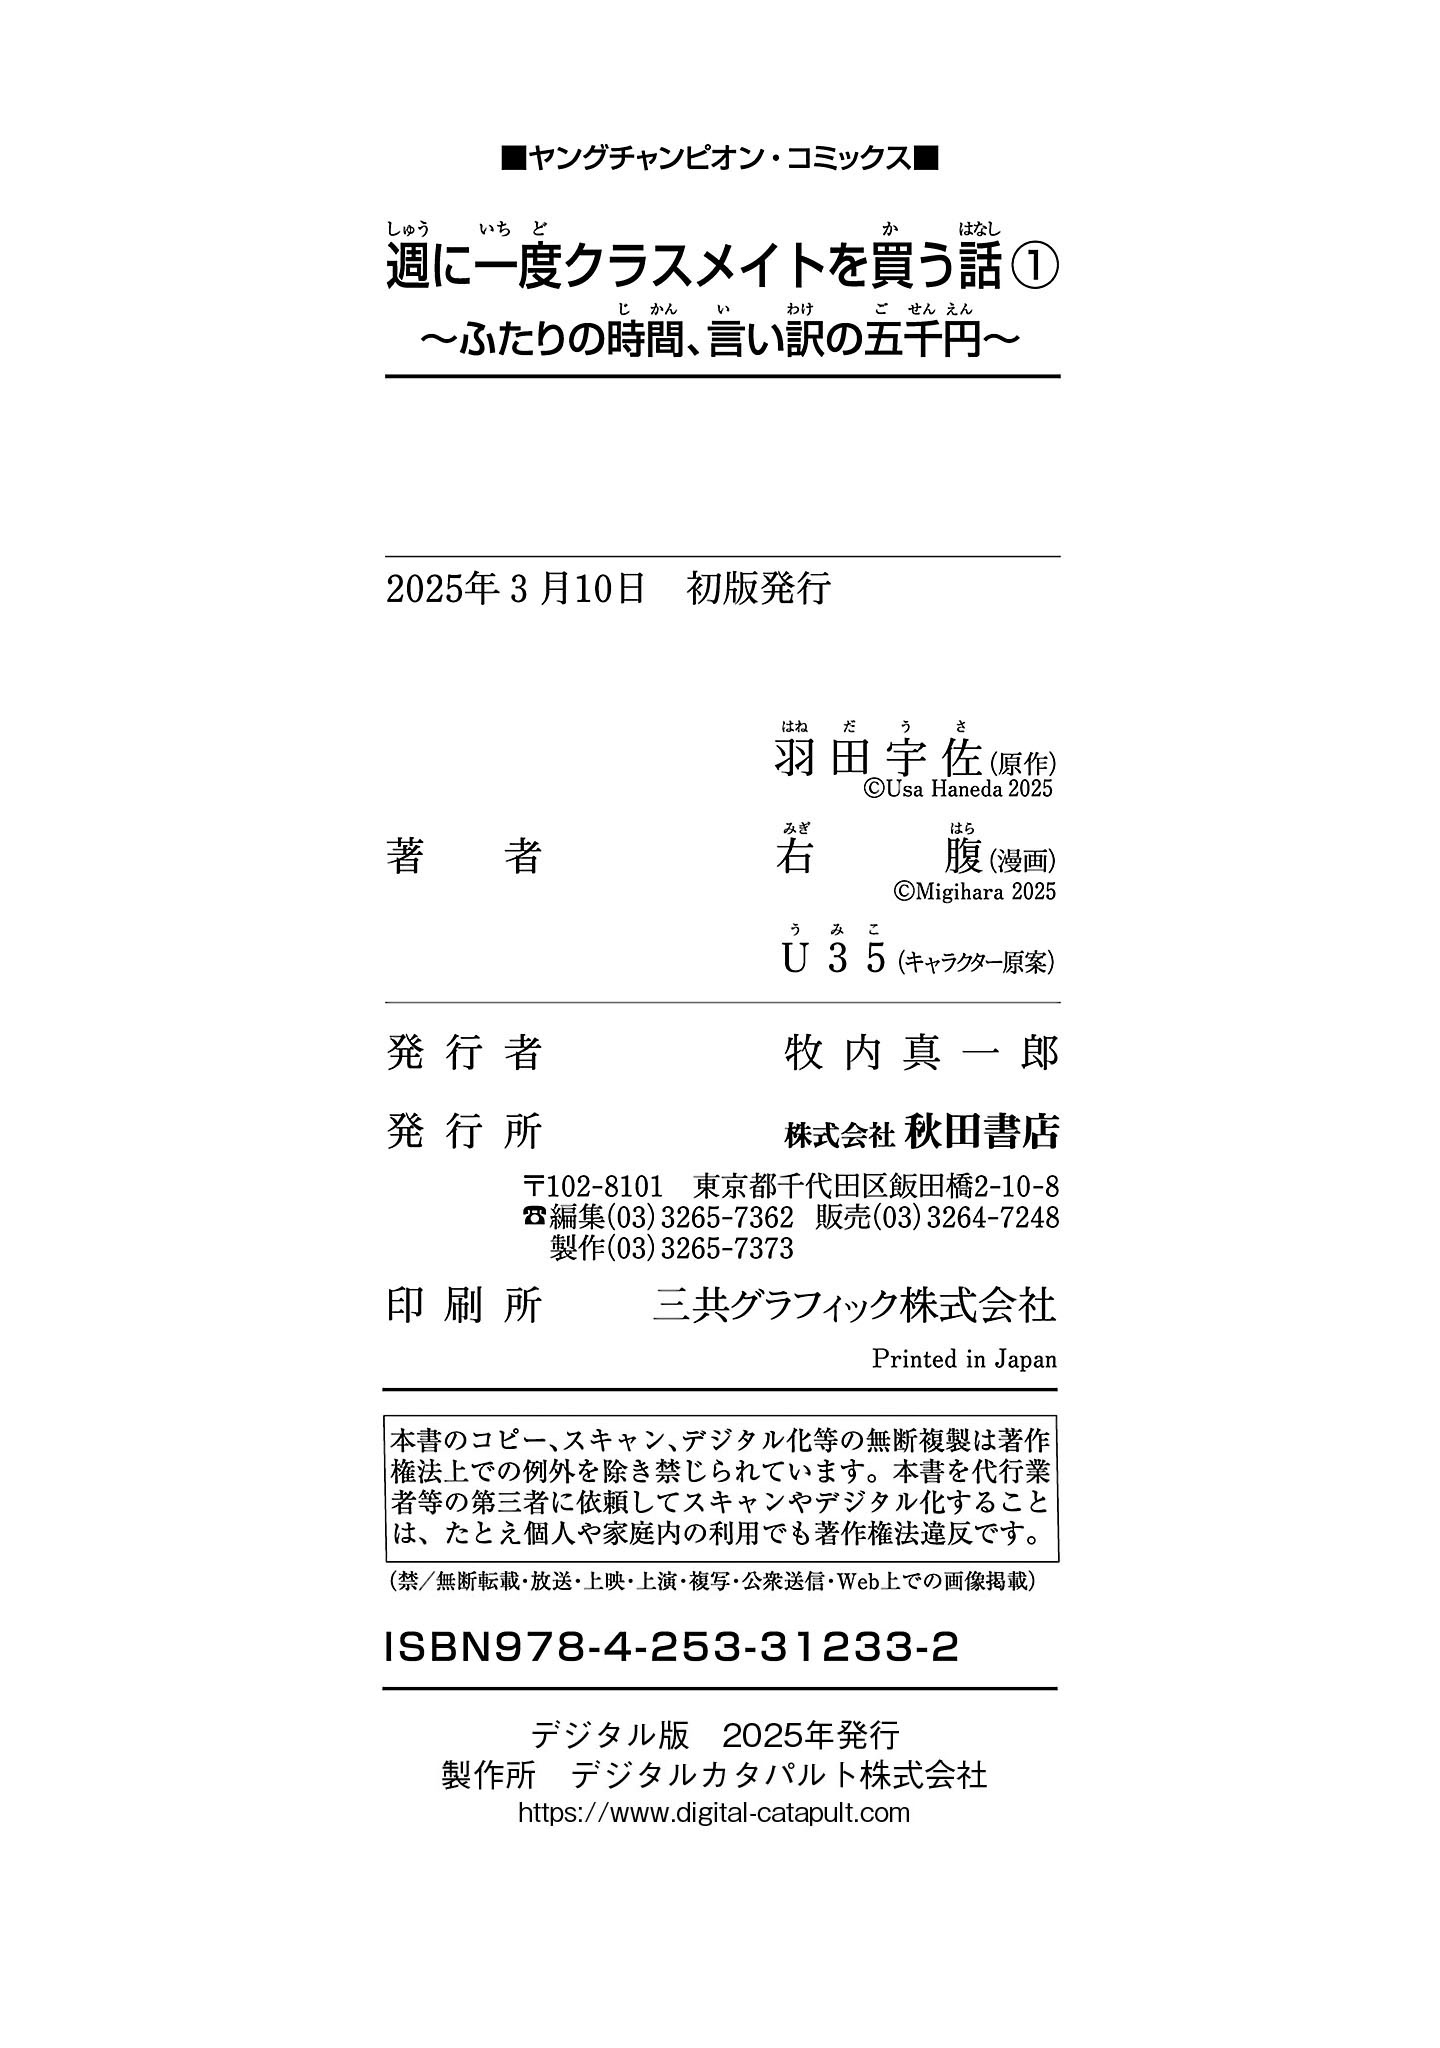 ■ヤングチャンピオン・コミックス■
しゅう いち ど か はなし
週に一度クラスメイトを買う話①
じ かん い わけ ご せん えん
～ふたりの時間、言い訳の五千円～
2025年3月10日 初版発行
はね だ う さ
羽田宇佐(原作)
©Usa Haneda 2025
みぎ はら
著者 右腹(漫画)
©Migihara 2025
う み こ
U35(キャラクター原案)
発行者 牧内真一郎
発行所 株式会社 秋田書店
〒102-8101 東京都千代田区飯田橋2-10-8
☎編集(03)3265-7362 販売(03)3264-7248
製作(03)3265-7373
印刷所 三共グラフィック株式会社
Printed in Japan
本書のコピー、スキャン、デジタル化等の無断複製は著作
権法上での例外を除き禁じられています。本書を代行業
者等の第三者に依頼してスキャンやデジタル化すること
は、たとえ個人や家庭内の利用でも著作権法違反です。
(禁／無断転載・放送・上映・上演・複写・公衆送信・Web上での画像掲載)
ISBN978-4-253-31233-2
デジタル版 2025年発行
製作所 デジタルカタパルト株式会社
https://www.digital-catapult.com